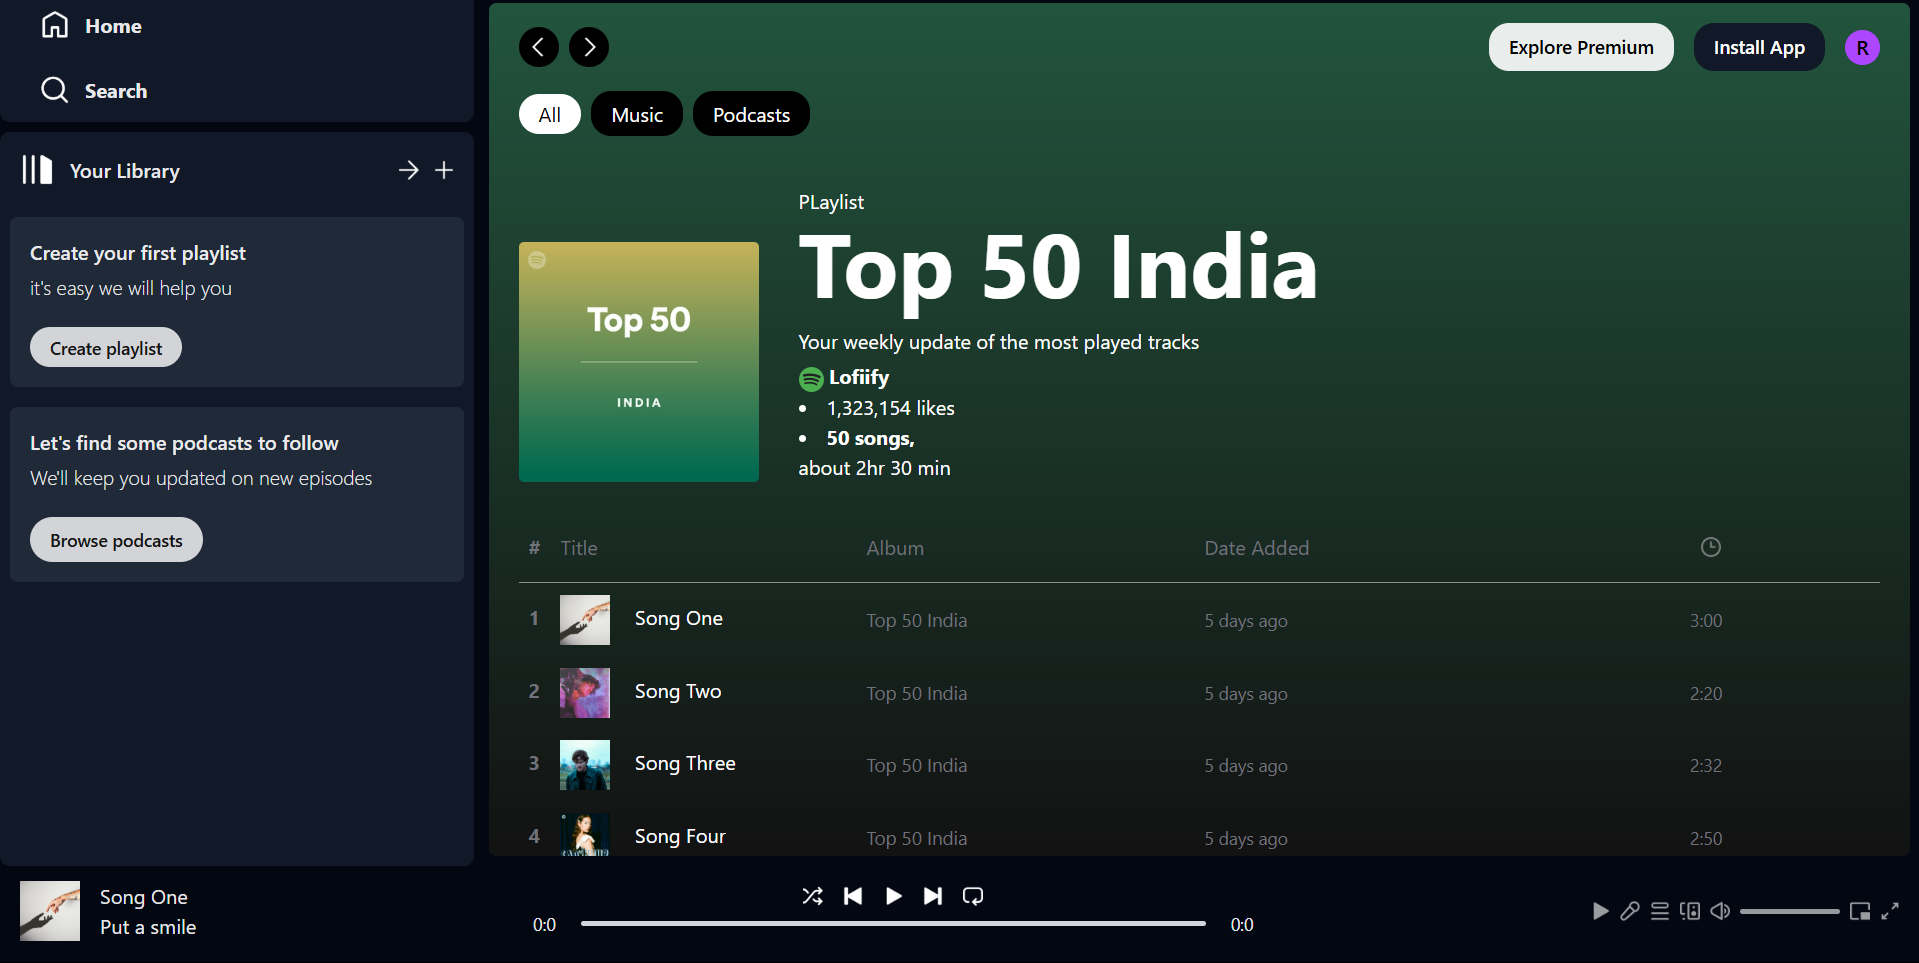 Home
Search
Your Library
Create your first playlist
it's easy we will help you
Create playlist
Let's find some podcasts to follow
We'll keep you updated on new episodes
Browse podcasts
Explore Premium
Install App
R
All
Music
Podcasts
Top 50
INDIA
PLaylist
Top 50 India
Your weekly update of the most played tracks
Lofiify
• 1,323,154 likes
• 50 songs,
about 2hr 30 min
# Title Album Date Added
1 Song One Top 50 India 5 days ago 3:00
2 Song Two Top 50 India 5 days ago 2:20
3 Song Three Top 50 India 5 days ago 2:32
4 Song Four Top 50 India 5 days ago 2:50
Song One
Put a smile
0:0
0:0